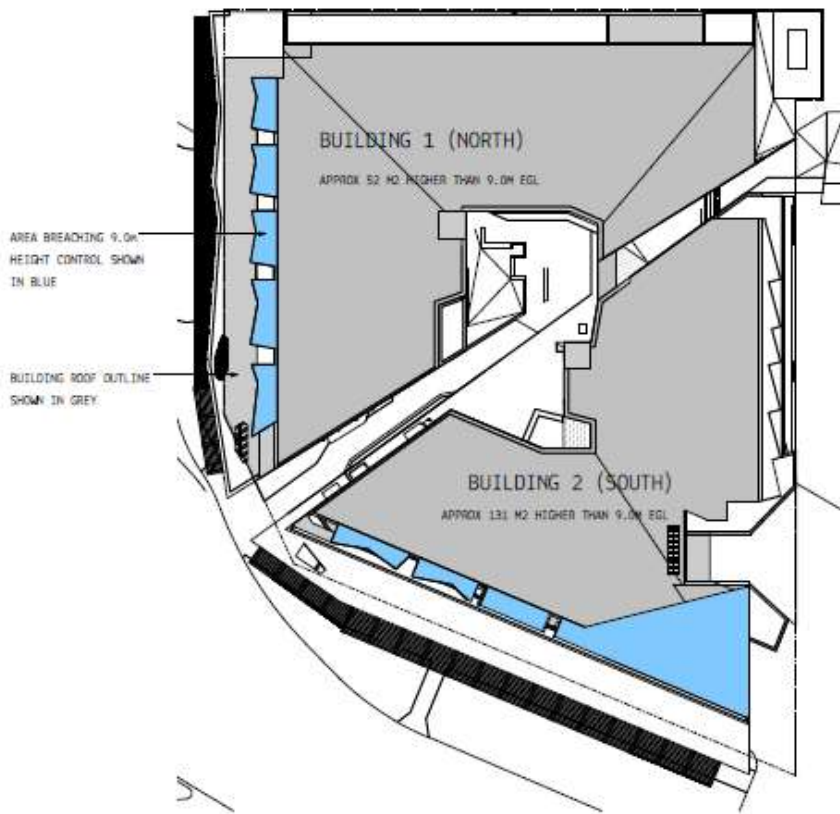 BUILDING 1 (NORTH)
APPROX 52 M2 HIGHER THAN 9.0M EGL
AREA BREACHING 9.0m
HEIGHT CONTROL SHOWN
IN BLUE
BUILDING ROOF OUTLINE
SHOWN IN GREY
BUILDING 2 (SOUTH)
APPROX 131 M2 HIGHER THAN 9.0M EGL